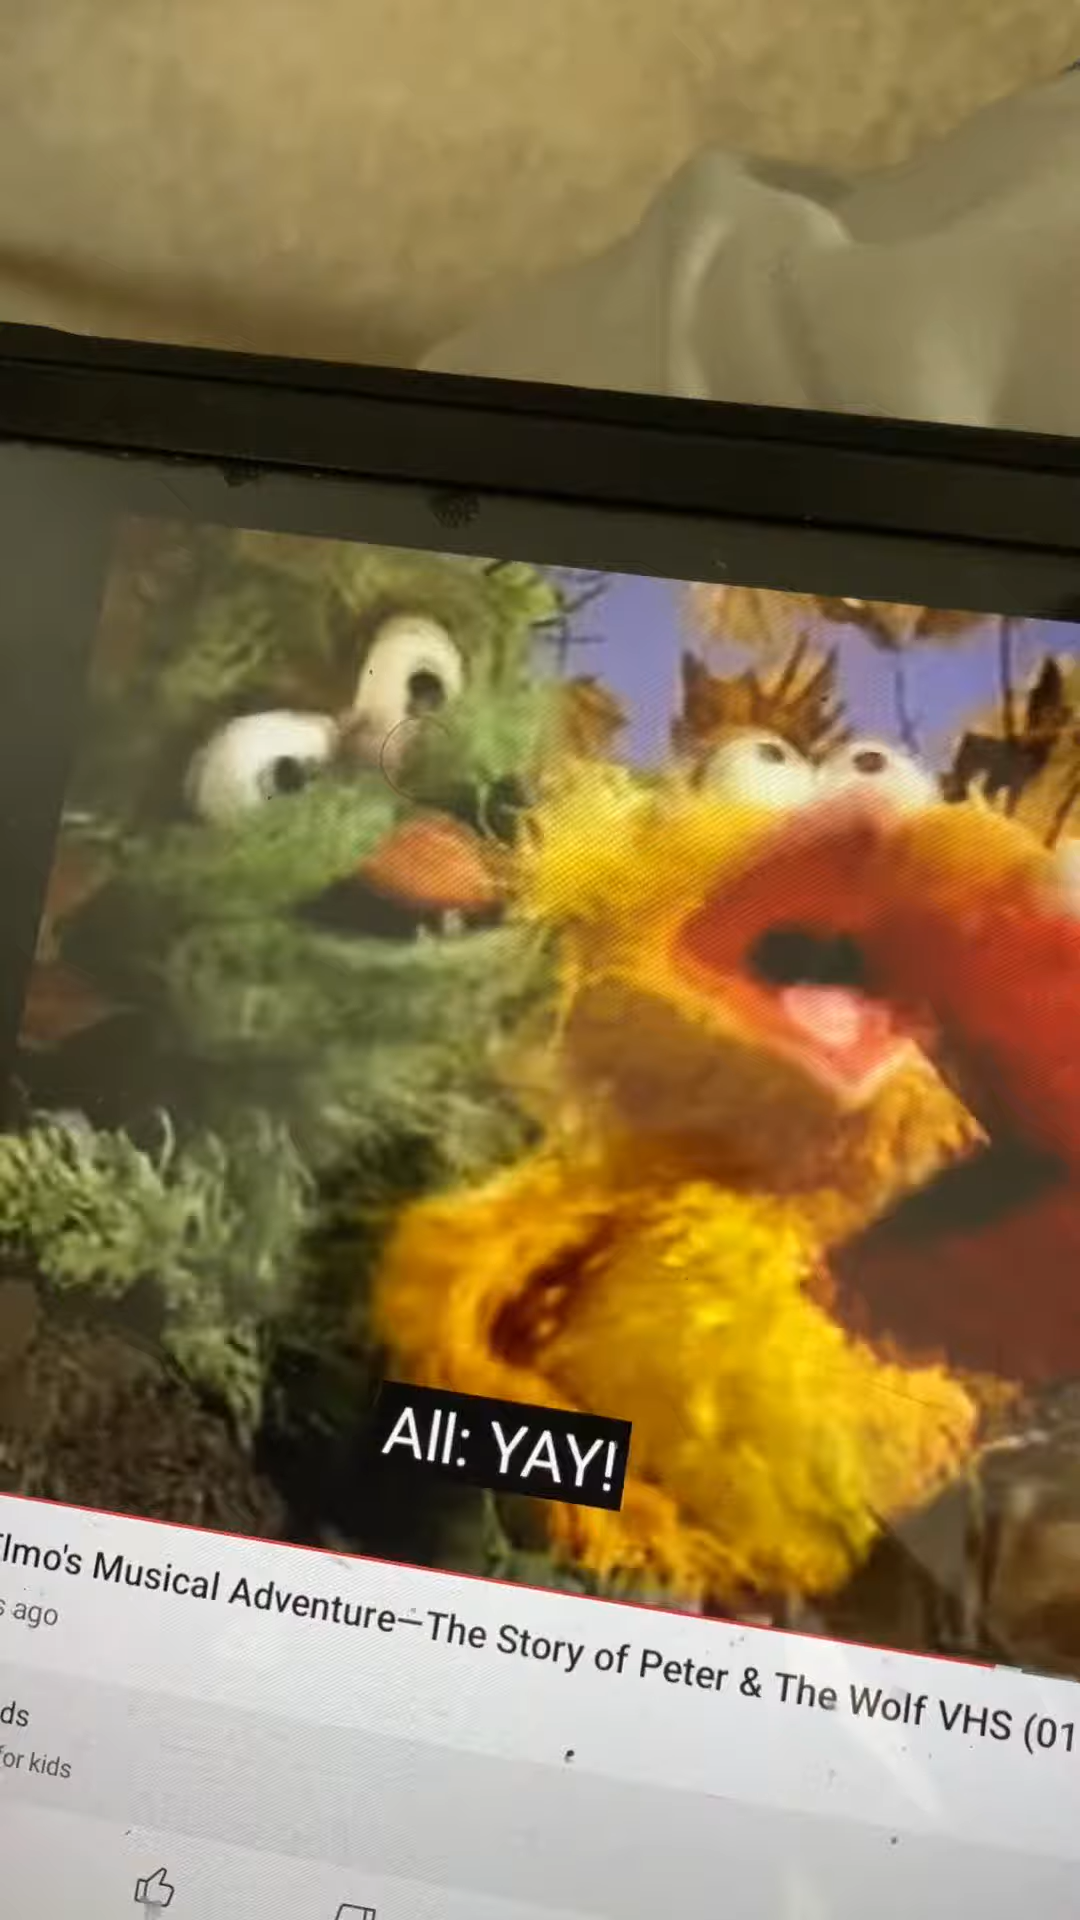 All: YAY!
lmo's Musical Adventure—The Story of Peter & The Wolf VHS (01
s ago
ds
for kids